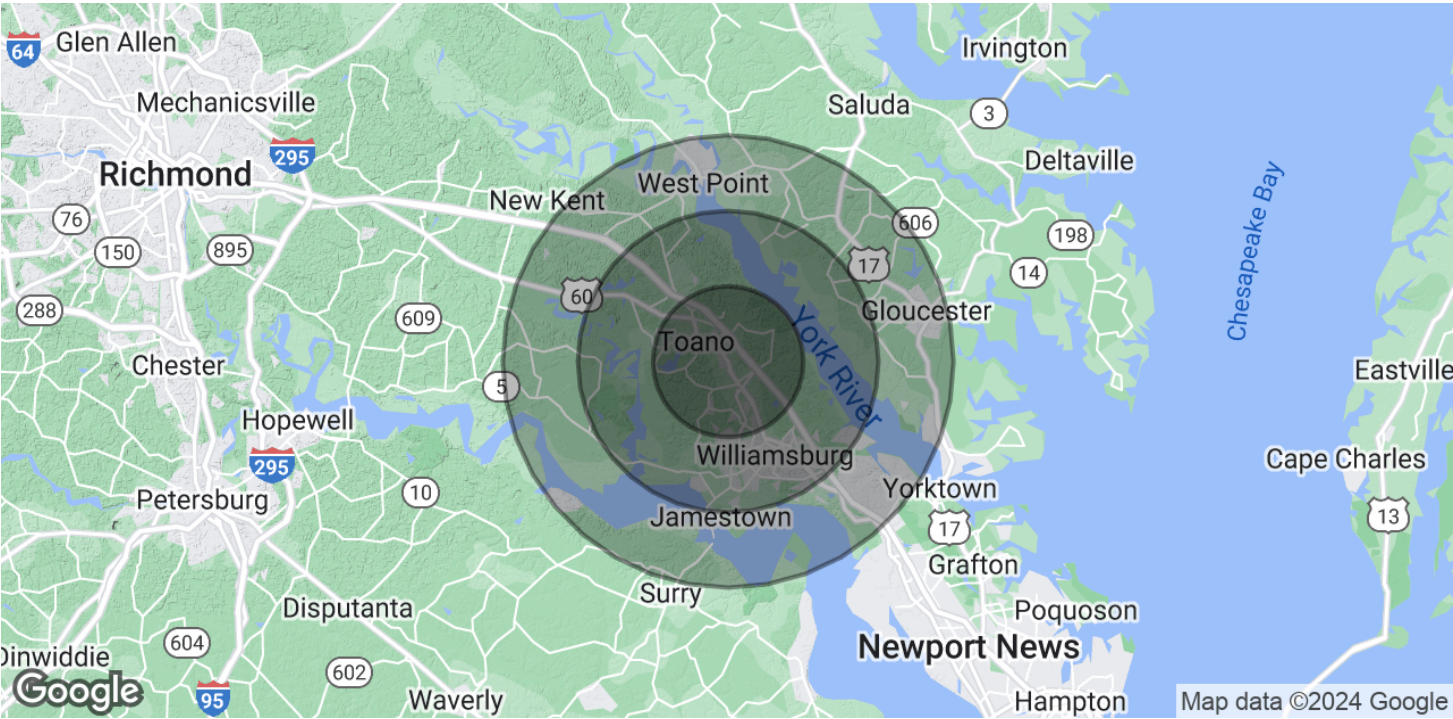 Glen Allen
64
Irvington
Mechanicsville
Saluda
3
295
Deltaville
Richmond
West Point
New Kent
76
606
198
150
895
17
14
Chesapeake Bay
60
288
609
Gloucester
York River
Toano
Chester
Eastville
5
Hopewell
Williamsburg
Cape Charles
295
Petersburg
10
Yorktown
Jamestown
17
13
Grafton
Surry
Disputanta
Poquoson
604
Newport News
Dinwiddie
602
Google
95
Waverly
Hampton
Map data ©2024 Google